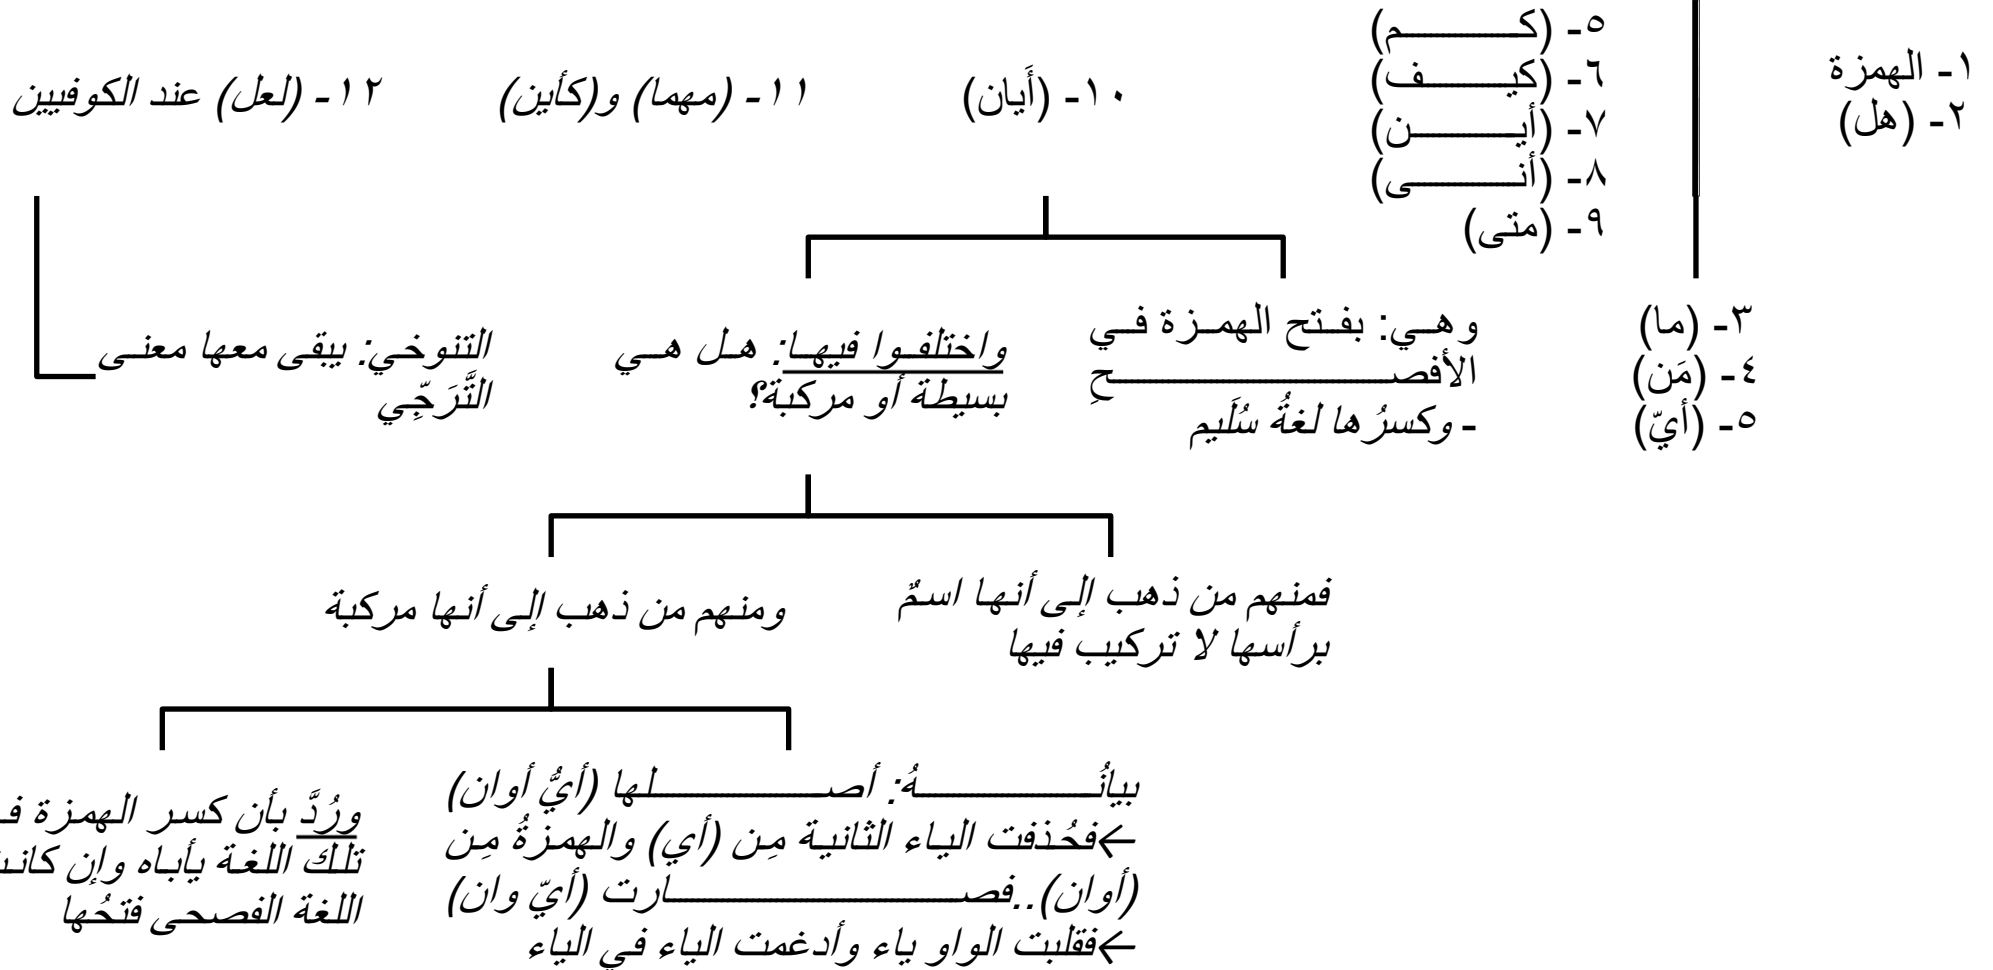 ١- الهمزة
٢- (هل)
٥- (كم)
٦- (كيف)
٧- (أين)
٨- (أنى)
٩- (متى)
١٠- (أَيان)
١١- (مهما) و(كأين)
١٢- (لعل) عند الكوفيين
٣- (ما)
٤- (مَن)
٥- (أيّ)
وهي: بفتح الهمزة في
الأفصحِ
- وكسرُها لغةُ سُلَيم
واختلفوا فيها: هل هي
بسيطة أو مركبة؟
التنوخي: يبقى معها معنى
التَّرَجِّي
فمنهم من ذهب إلى أنها اسمٌ
برأسها لا تركيب فيها
ومنهم من ذهب إلى أنها مركبة
بيانُهُ: أصلها (أيُّ أوان)
←فحُذفت الياء الثانية مِن (أي) والهمزةُ مِن
(أوان)..فصارت (أيّ وان)
←فقلبت الواو ياء وأدغمت الياء في الياء
ورُدَّ بأن كسر الهمزة
تلك اللغة يأباه وإن
اللغة الفصحى فتحُها